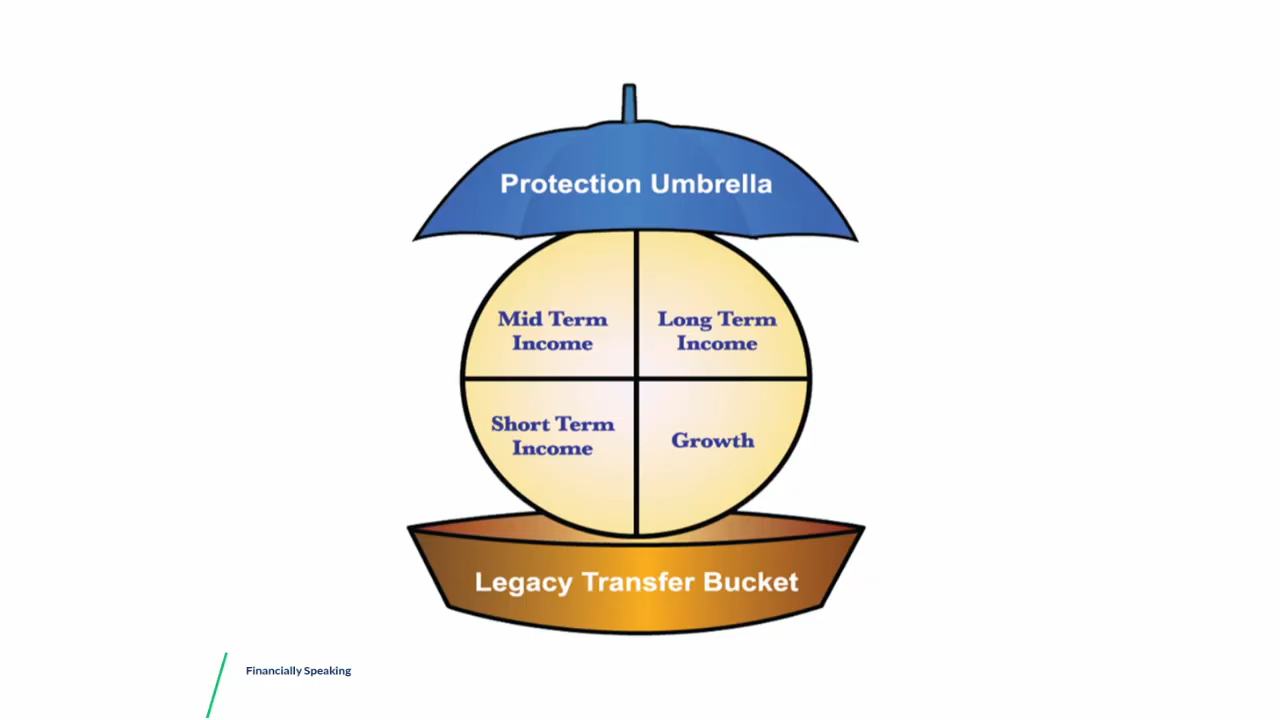 Protection Umbrella
Mid Term
Income
Long Term
Income
Short Term
Income
Growth
Legacy Transfer Bucket
Financially Speaking